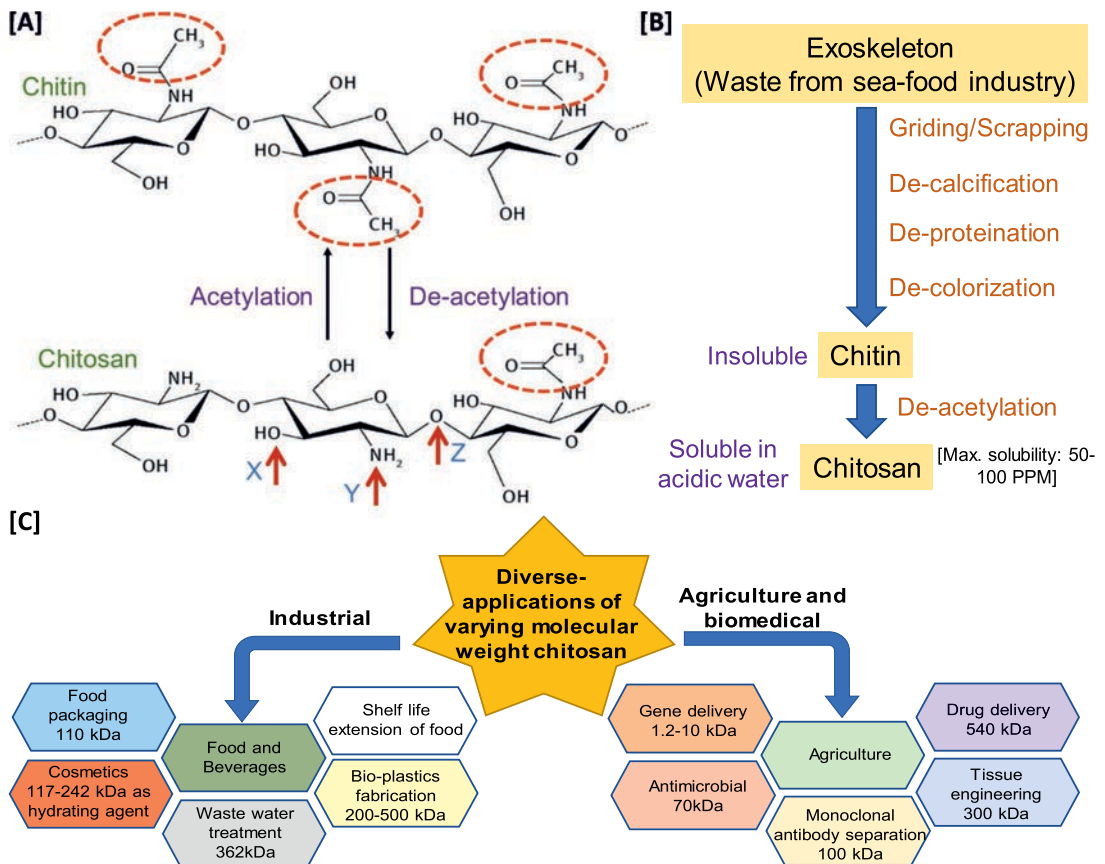 [A]
CH3
O
NH
Chitin
HO
O
O
OH
O
OH
O
HO
NH
O
CH3
O
CH3
O
NH
HO
O
O
OH
Acetylation
De-acetylation
Chitosan
NH2
HO
O
O
OH
O
OH
O
HO
NH2
O
CH3
O
NH
HO
O
O
OH
X
Y
Z
[B]
Exoskeleton
(Waste from sea-food industry)
Griding/Scrapping
De-calcification
De-proteination
De-colorization
Insoluble
Chitin
De-acetylation
Soluble in
acidic water
Chitosan
[Max. solubility: 50-
100 PPM]
[C]
Diverse-
applications of
varying molecular
weight chitosan
Industrial
Agriculture and
biomedical
Food
packaging
110 kDa
Shelf life
extension of food
Food and
Beverages
Cosmetics
117-242 kDa as
hydrating agent
Bio-plastics
fabrication
200-500 kDa
Waste water
treatment
362kDa
Gene delivery
1.2-10 kDa
Drug delivery
540 kDa
Agriculture
Antimicrobial
70kDa
Tissue
engineering
300 kDa
Monoclonal
antibody separation
100 kDa